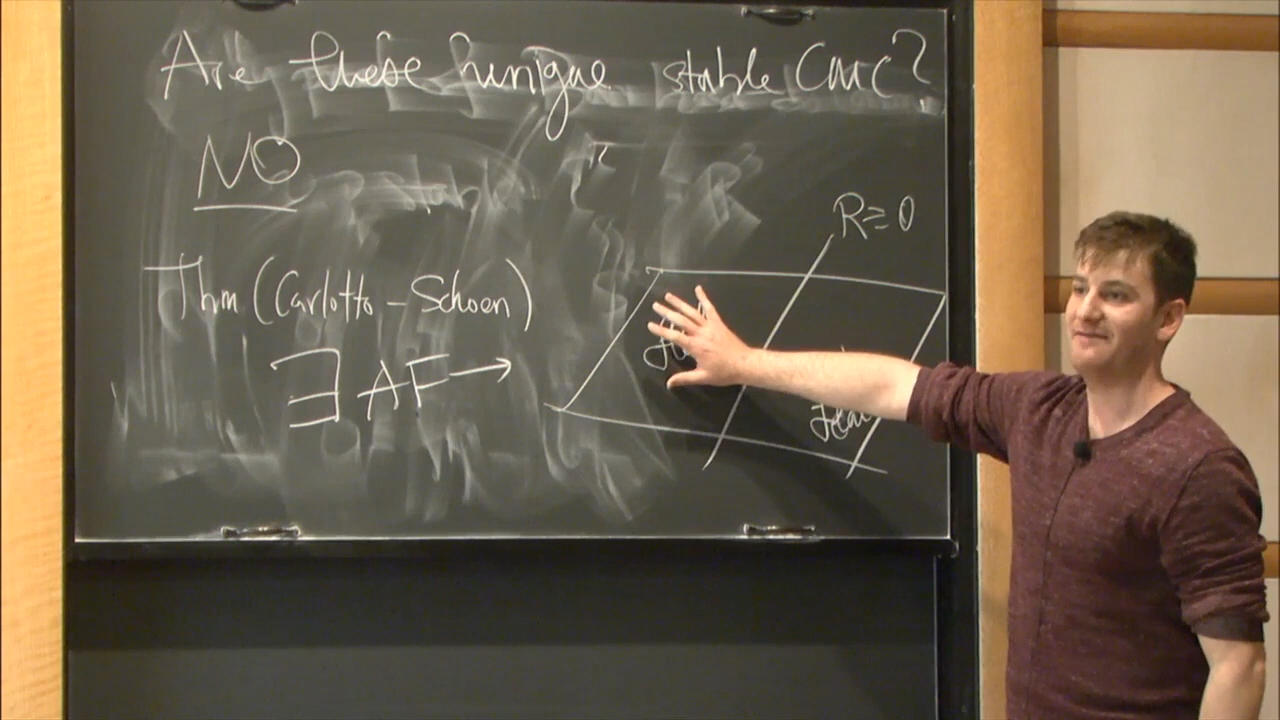 Are these unique stable CMC?
NO
R≡0
Thm (Carlotto-Schoen)
∃ AF →